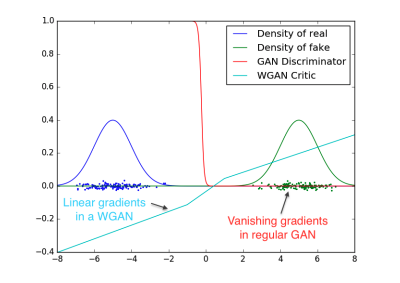 1.0
Density of real
Density of fake
GAN Discriminator
WGAN Critic
0.8
0.6
0.4
0.2
0.0
−0.2
−0.4
Linear gradients
in a WGAN
Vanishing gradients
in regular GAN
−8
−6
−4
−2
0
2
4
6
8